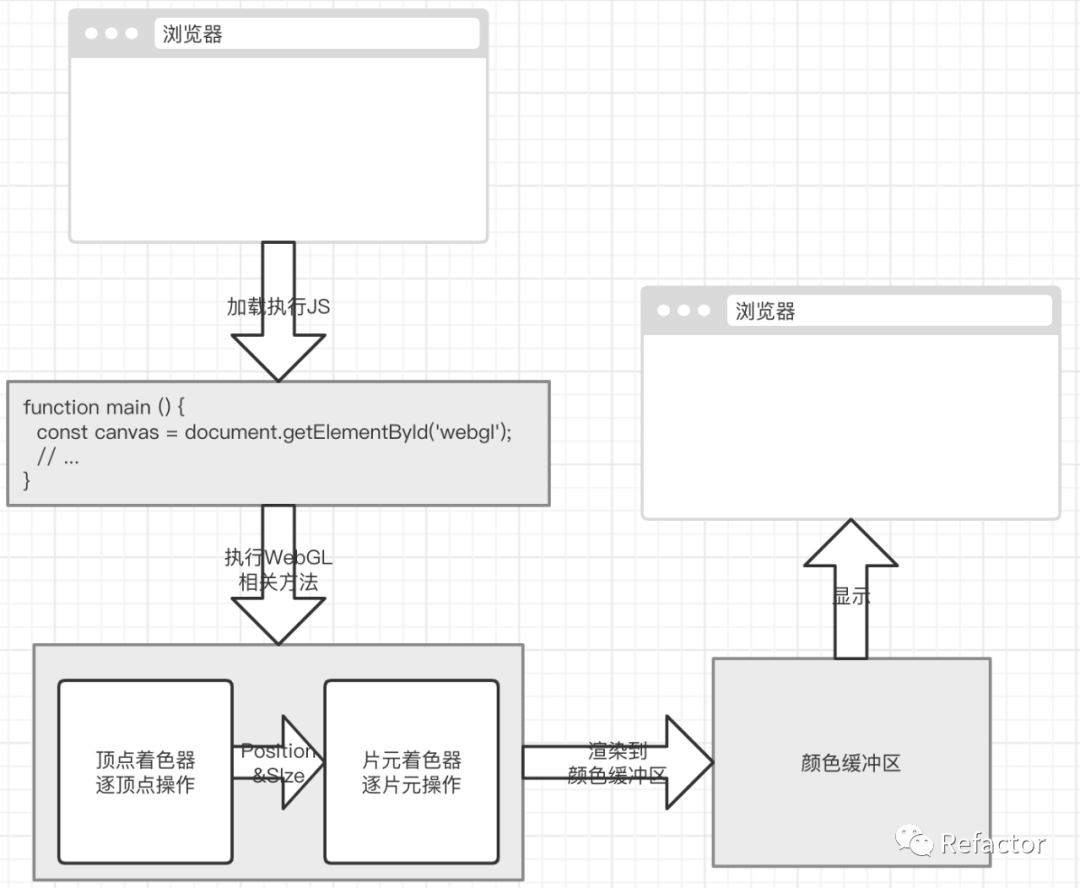 浏览器
加载执行JS
function main () {
const canvas = document.getElementById('webgl');
// ...
}
执行WebGL
相关方法
顶点着色器
逐顶点操作
Position
&SIze
片元着色器
逐片元操作
渲染到
颜色缓冲区
颜色缓冲区
显示
浏览器
Refactor